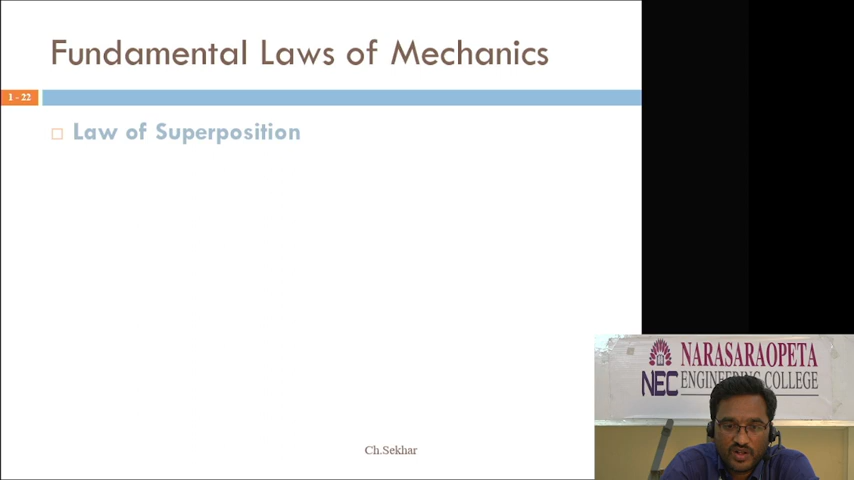 Fundamental Laws of Mechanics
1 - 22
Law of Superposition
NARASARAOPETA
NEC ENGINEERING COLLEGE
Ch.Sekhar